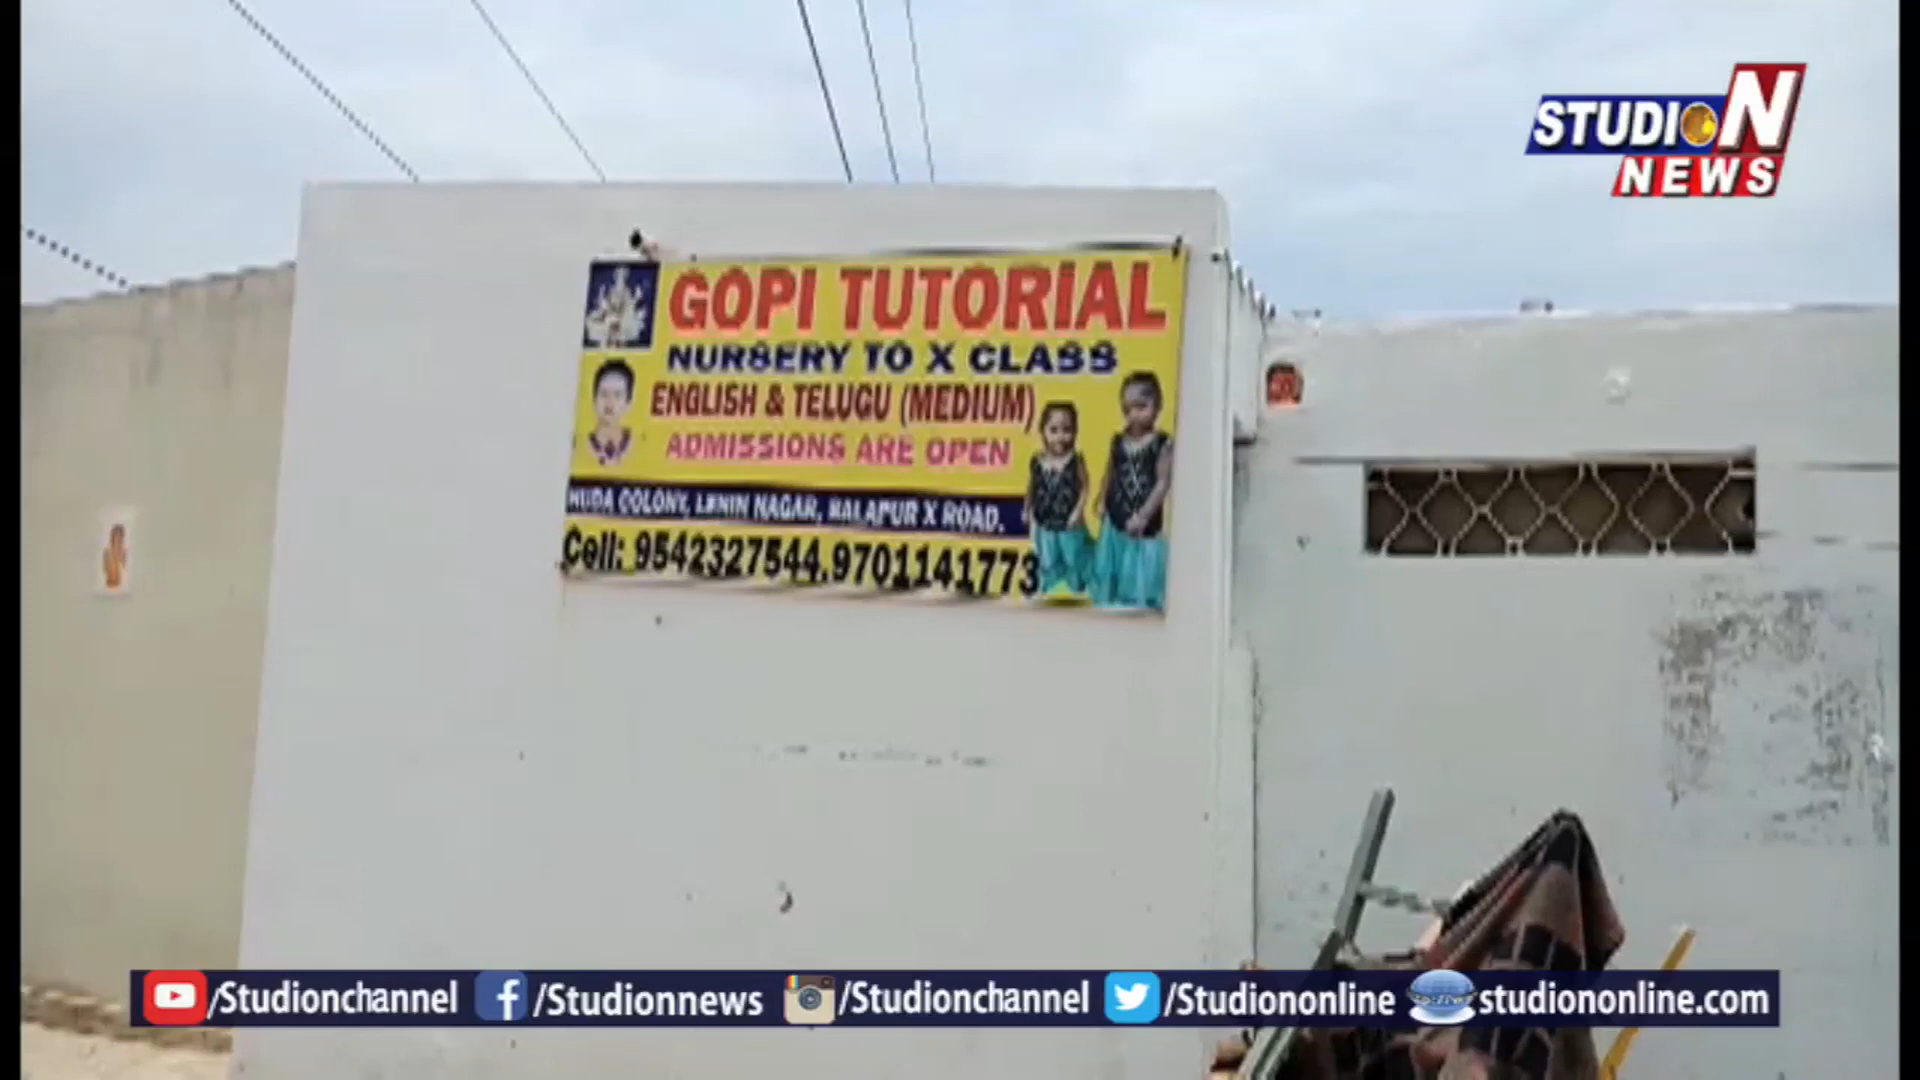 STUDIO N
NEWS
GOPI TUTORIAL
NURSERY TO X CLASS
ENGLISH & TELUGU (MEDIUM)
ADMISSIONS ARE OPEN
HUDA COLONY, LENIN NAGAR, BALAPUR X ROAD.
Cell: 9542327544.9701141773
/Studionchannel /Studionnews /Studionchannel /Studiononline studiononline.com